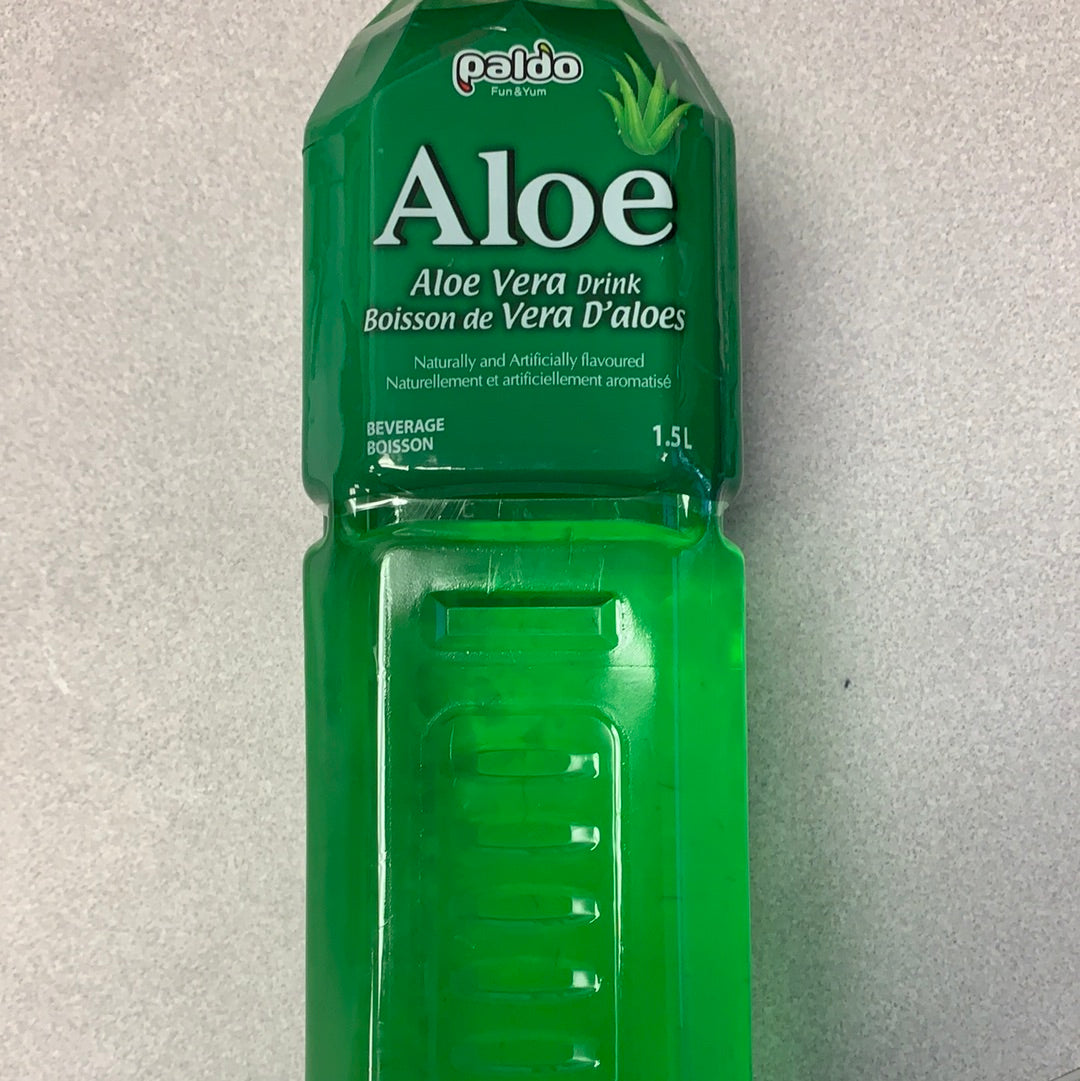 paldo
Fun&Yum
Aloe
Aloe Vera Drink
Boisson de Vera D'aloes
Naturally and Artificially flavoured
Naturellement et artificiellement aromatisé
BEVERAGE
BOISSON
1.5 L